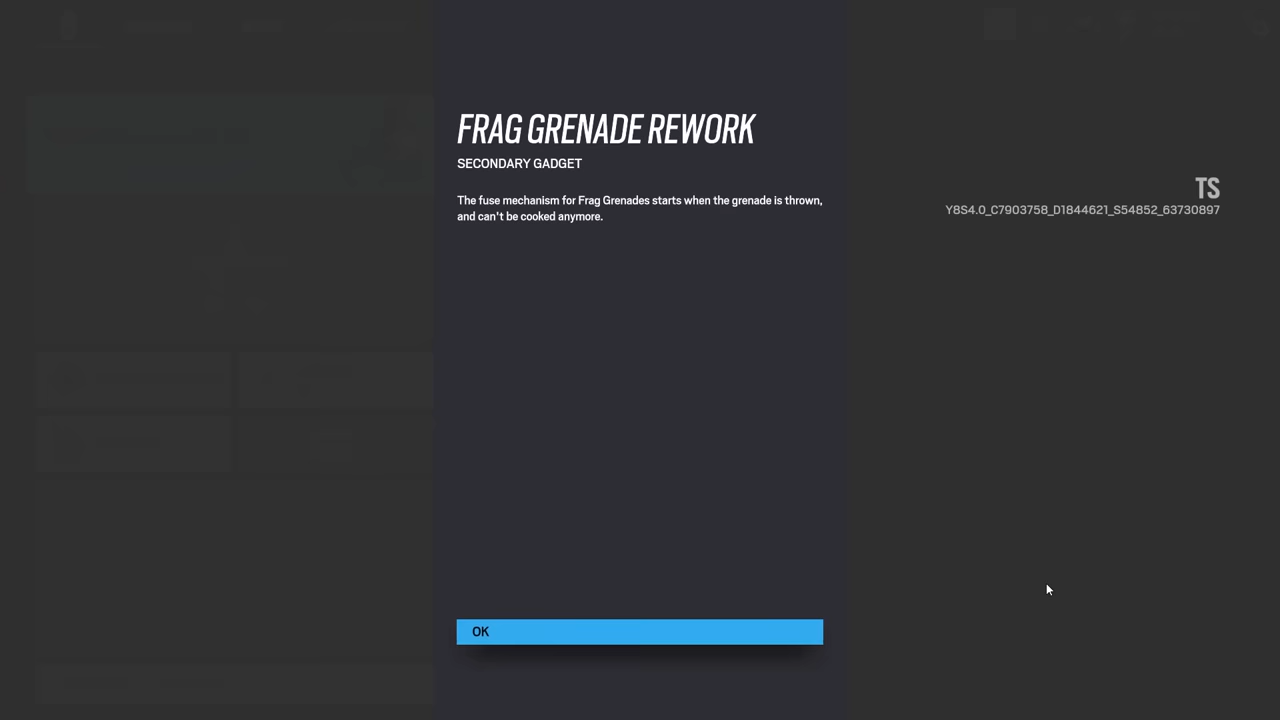 FRAG GRENADE REWORK
SECONDARY GADGET
The fuse mechanism for Frag Grenades starts when the grenade is thrown,
and can't be cooked anymore.
TS
Y8S4.0_C7903758_D1844621_S54852_63730897
OK